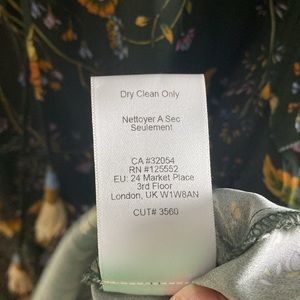 Dry Clean Only
Nettoyer A Sec
Seulement
CA #32054
RN #125552
EU: 24 Market Place
3rd Floor
London, UK W1W8AN
CUT# 3560